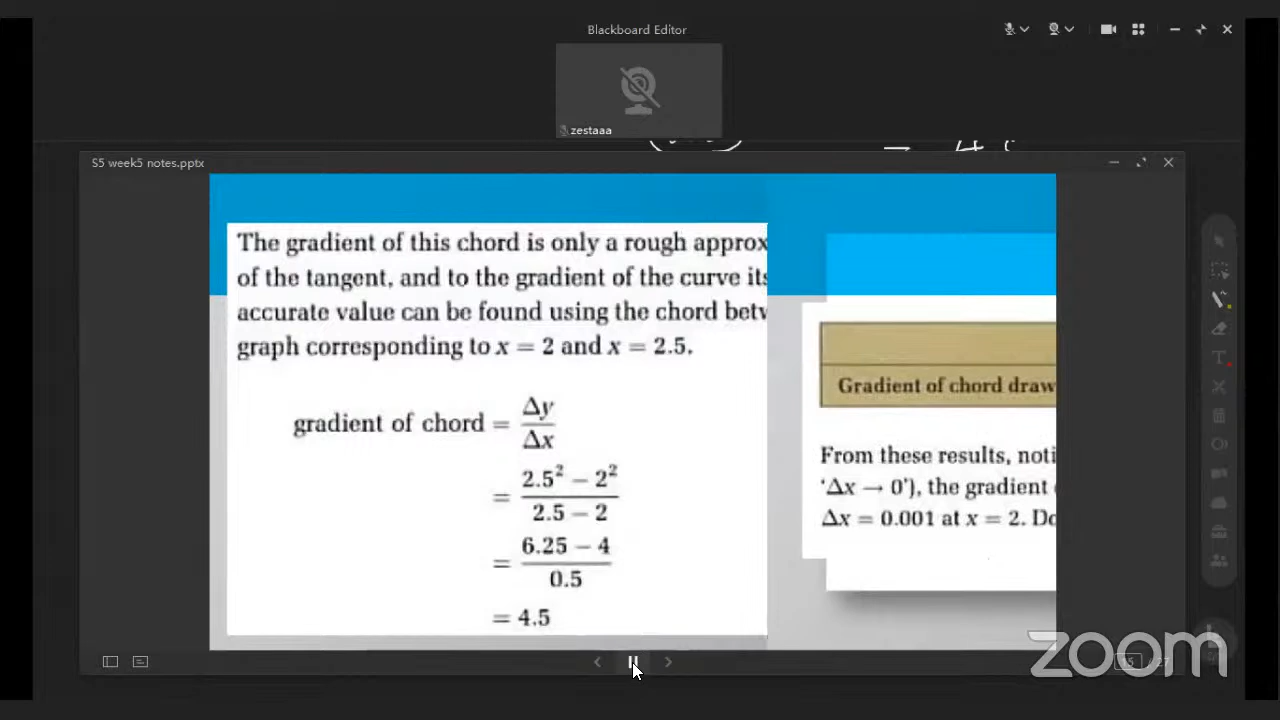 Blackboard Editor
zestaaa
S5 week5 notes.pptx
The gradient of this chord is only a rough approx
of the tangent, and to the gradient of the curve its
accurate value can be found using the chord betw
graph corresponding to x = 2 and x = 2.5.
gradient of chord = Δy/Δx
= (2.5² − 2²)/(2.5 − 2)
= (6.25 − 4)/0.5
= 4.5
Gradient of chord draw
From these results, noti
‘Δx → 0’), the gradient
Δx = 0.001 at x = 2. Do
zoom
/ 27